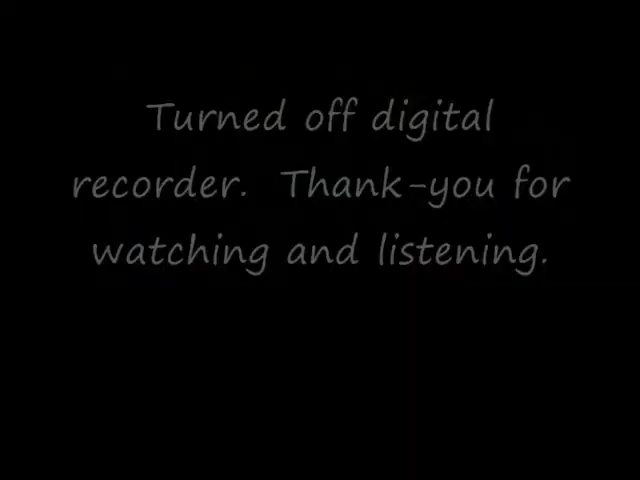 Turned off digital
recorder.  Thank-you for
watching and listening.